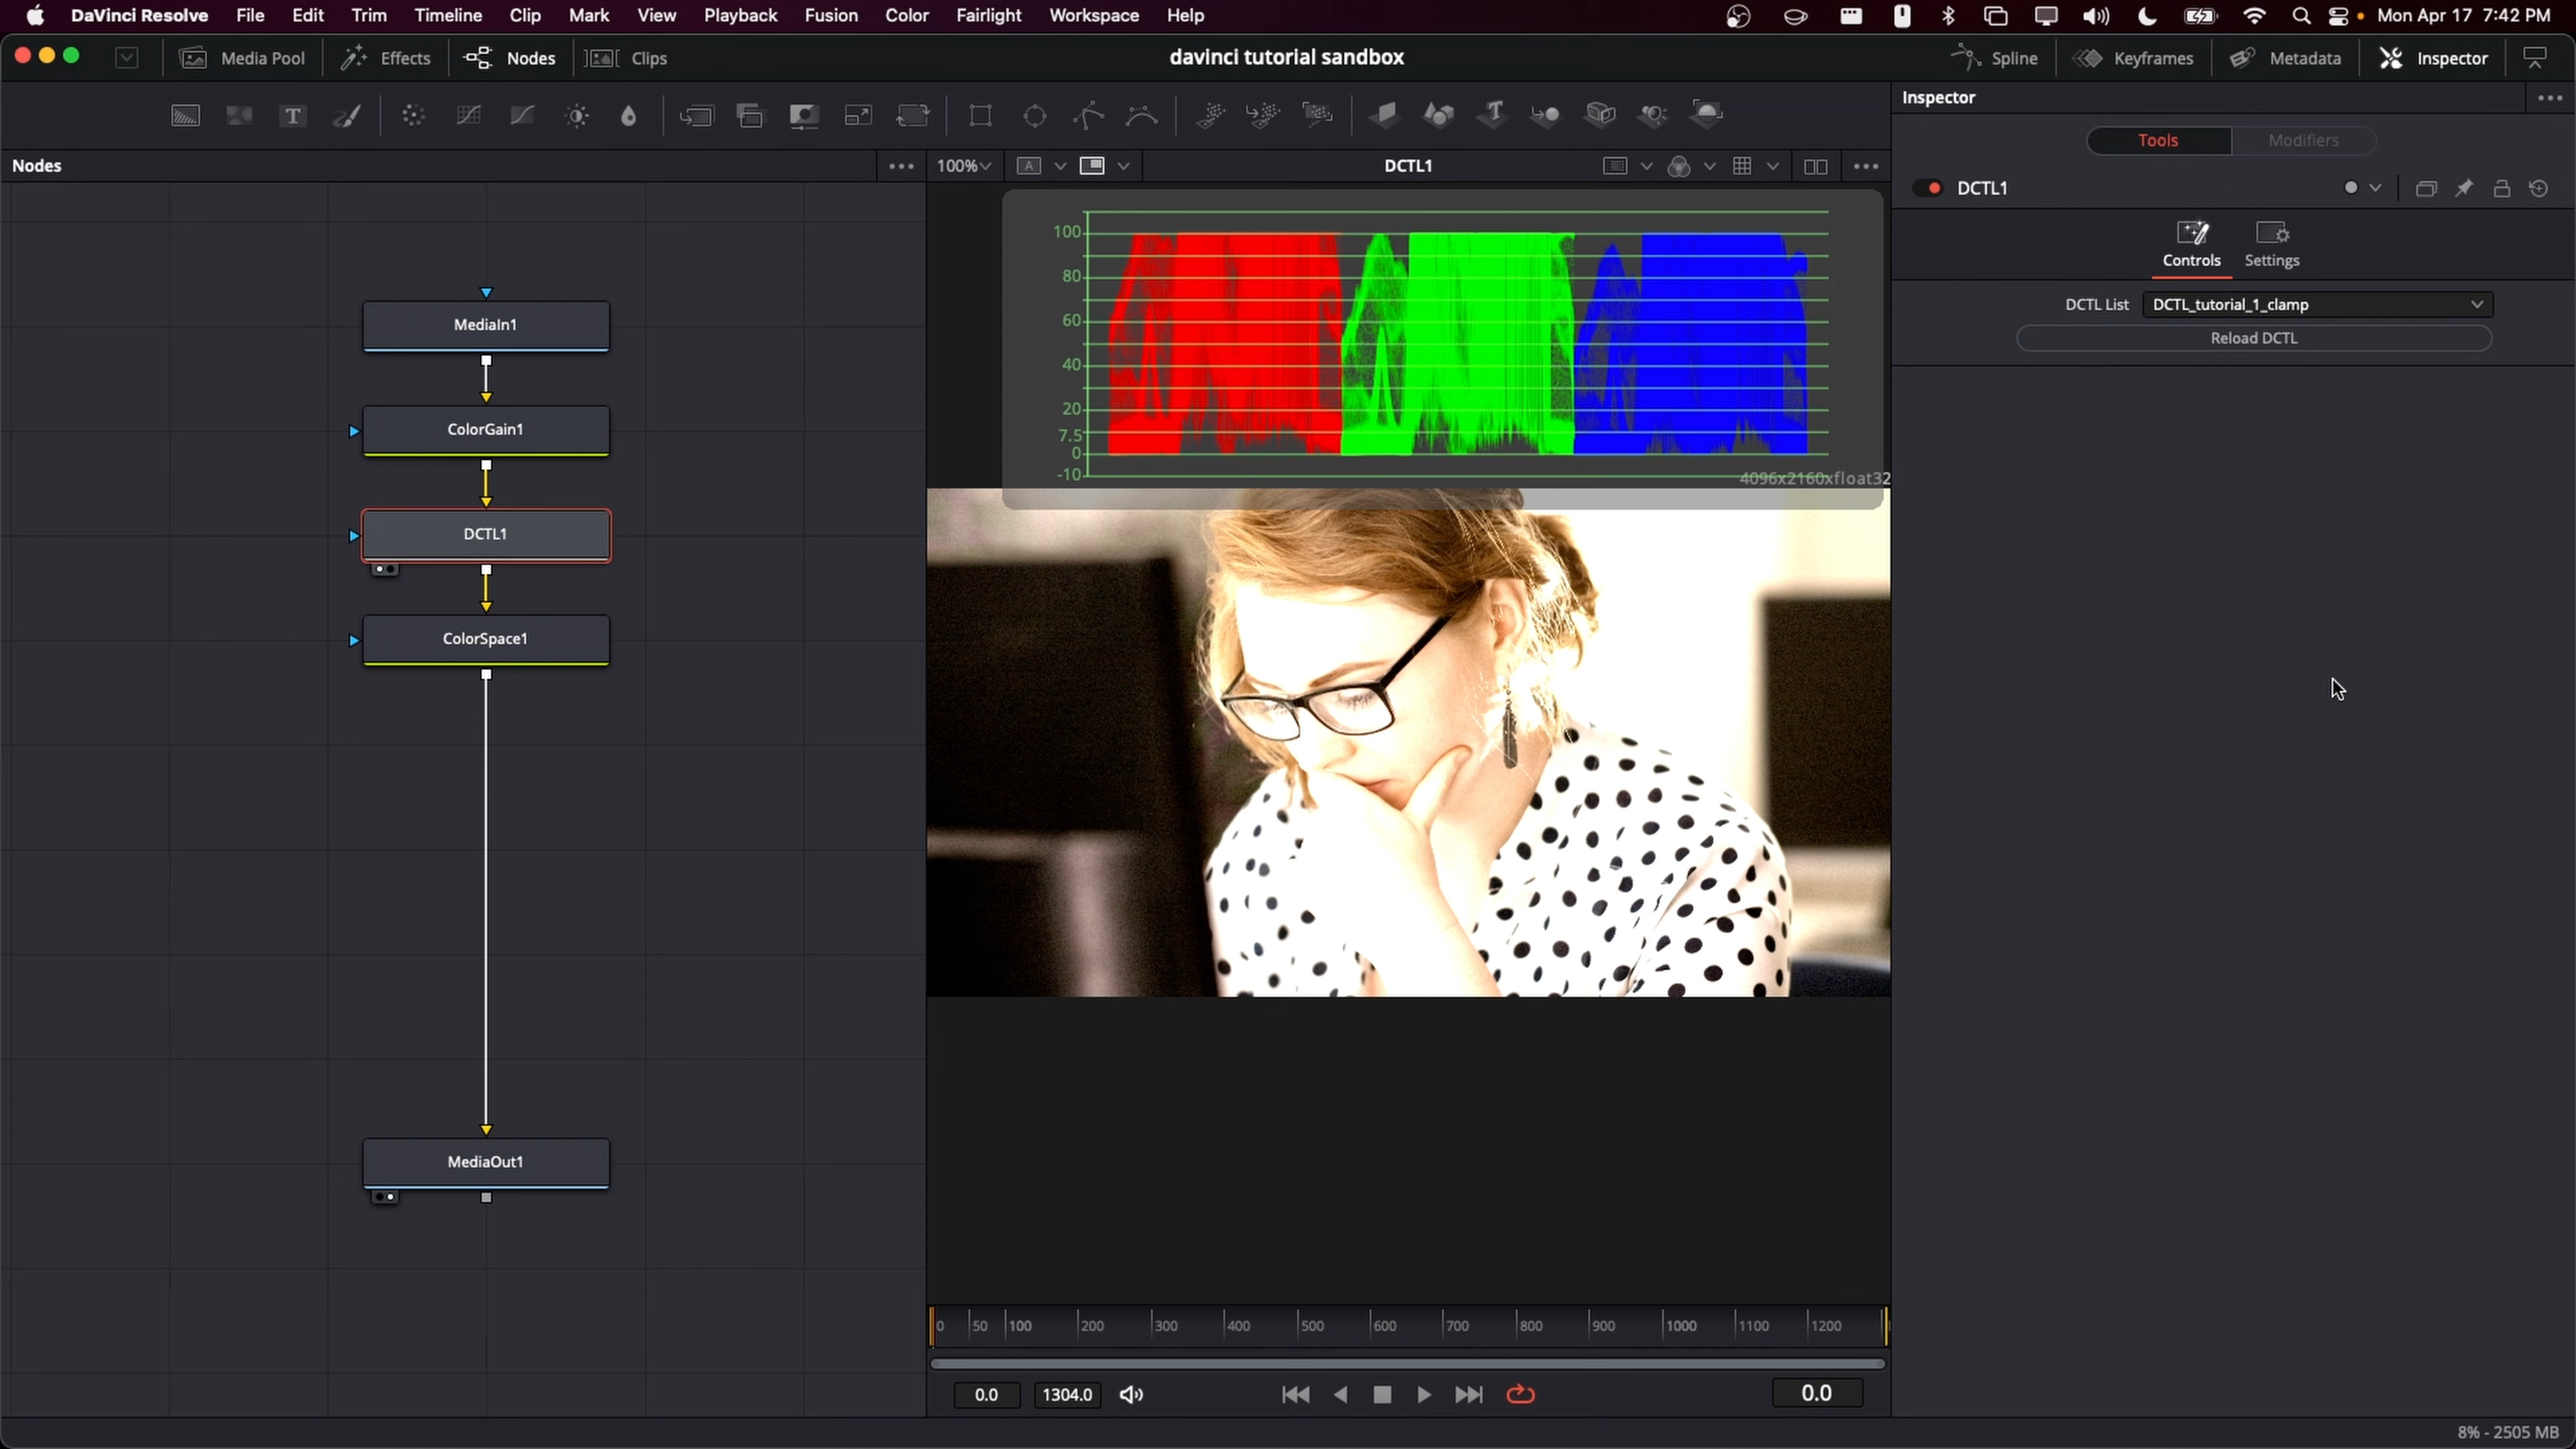 DaVinci Resolve File Edit Trim Timeline Clip Mark View Playback Fusion Color Fairlight Workspace Help Mon Apr 17 7:42 PM
Media Pool Effects Nodes Clips davinci tutorial sandbox Spline Keyframes Metadata Inspector
T T
Inspector
Tools Modifiers
Nodes 100% A DCTL1
DCTL1
Controls Settings
DCTL List DCTL_tutorial_1_clamp
Reload DCTL
100
80
60
40
20
7.5
0
-10
4096x2160xfloat32
MediaIn1
ColorGain1
DCTL1
ColorSpace1
MediaOut1
0 50 100 200 300 400 500 600 700 800 900 1000 1100 1200
0.0 1304.0 0.0
8% - 2505 MB